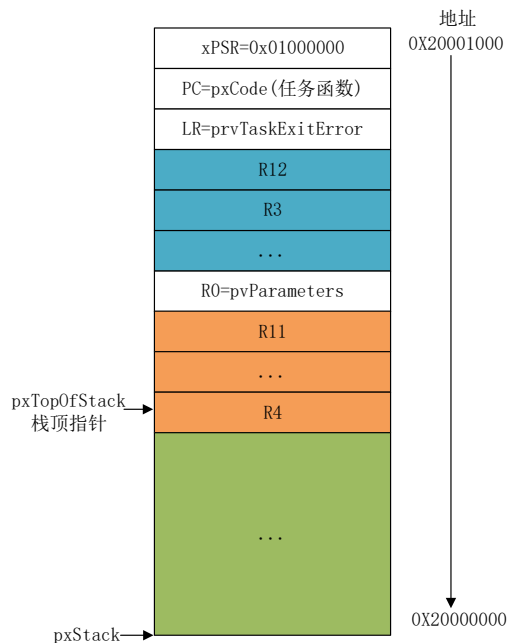 地址
0X20001000
xPSR=0x01000000
PC=pxCode(任务函数)
LR=prvTaskExitError
R12
R3
...
R0=pvParameters
R11
...
pxTopOfStack
栈顶指针
R4
...
0X20000000
pxStack